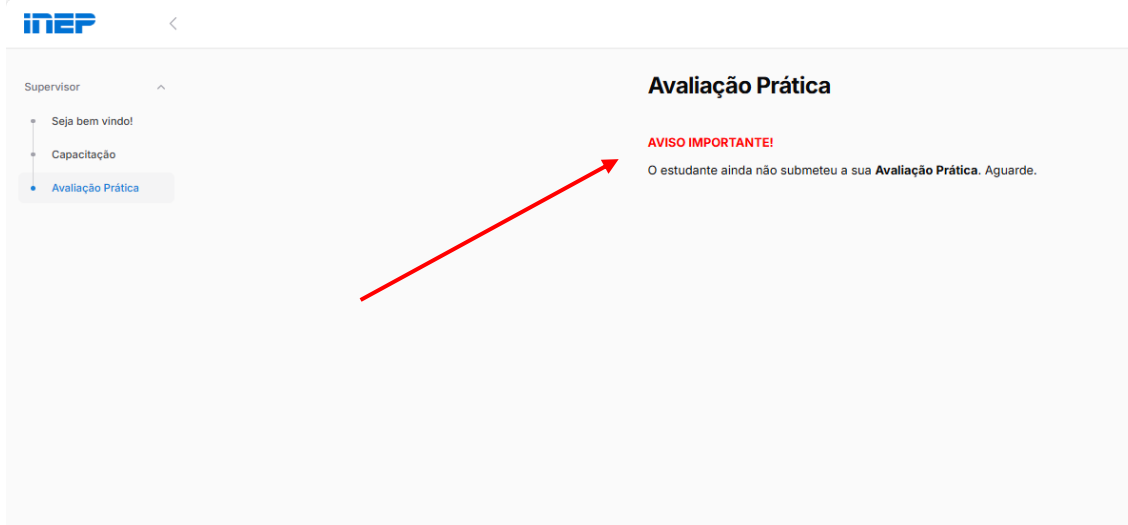 INEP
Supervisor
Seja bem vindo!
Capacitação
Avaliação Prática
Avaliação Prática
AVISO IMPORTANTE!
O estudante ainda não submeteu a sua Avaliação Prática. Aguarde.